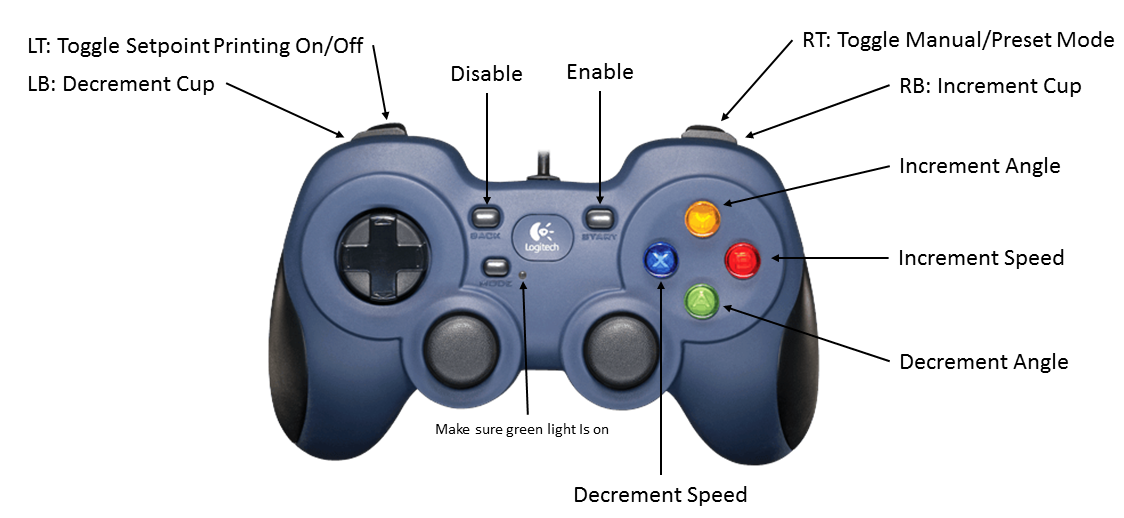 LT: Toggle Setpoint Printing On/Off
RT: Toggle Manual/Preset Mode
LB: Decrement Cup
Disable
Enable
RB: Increment Cup
Increment Angle
Y
BACK
START
Logitech
X
B
Increment Speed
MODE
A
Decrement Angle
Make sure green light Is on
Decrement Speed